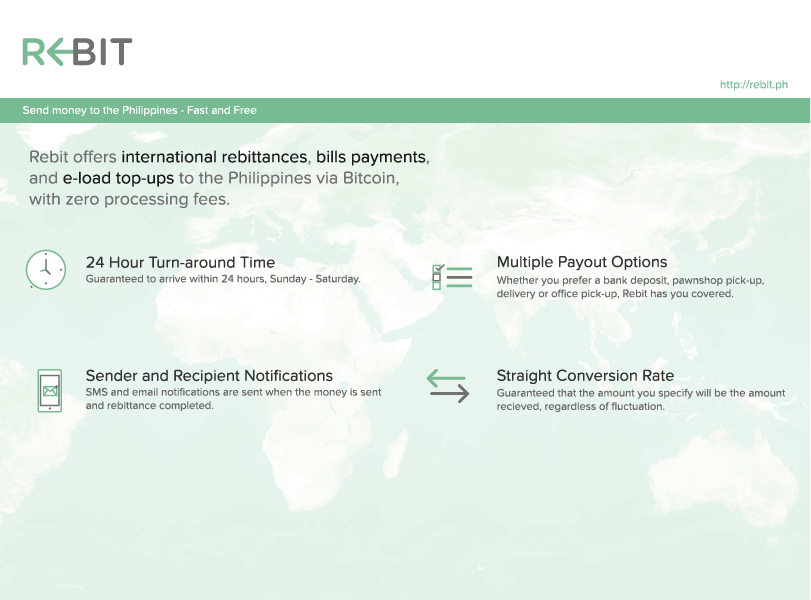 REBIT
http://rebit.ph
Send money to the Philippines - Fast and Free
Rebit offers international rebittances, bills payments,
and e-load top-ups to the Philippines via Bitcoin,
with zero processing fees.
24 Hour Turn-around Time
Guaranteed to arrive within 24 hours, Sunday - Saturday.
Multiple Payout Options
Whether you prefer a bank deposit, pawnshop pick-up,
delivery or office pick-up, Rebit has you covered.
Sender and Recipient Notifications
SMS and email notifications are sent when the money is sent
and rebittance completed.
Straight Conversion Rate
Guaranteed that the amount you specify will be the amount
recieved, regardless of fluctuation.